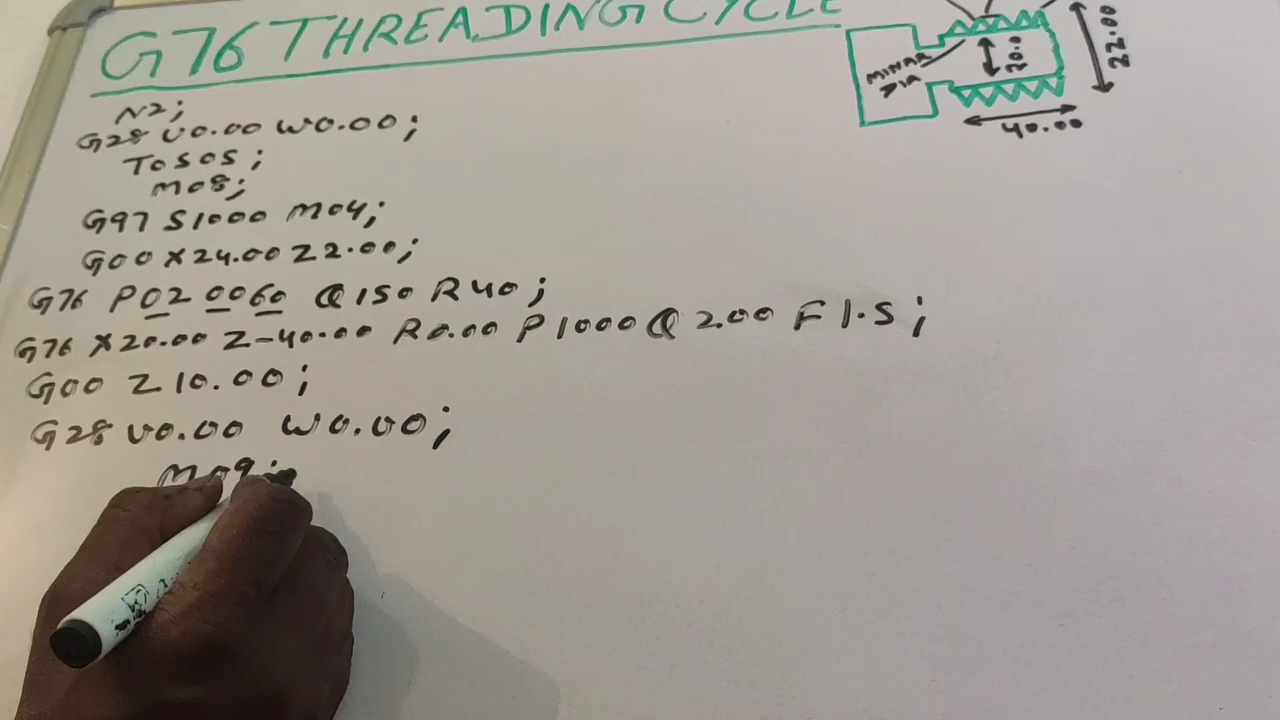 G76 THREADING CYCLE
N2;
G28 U0.00 W0.00;
T0505;
M08;
G97 S1000 M04;
G00 X24.00 Z2.00;
G76 P020060 Q150 R40;
G76 X20.00 Z-40.00 R0.00 P1000 Q200 F1.5;
G00 Z10.00;
G28 U0.00 W0.00;
M09;
MINAR
DIA
20.0
22.00
40.00